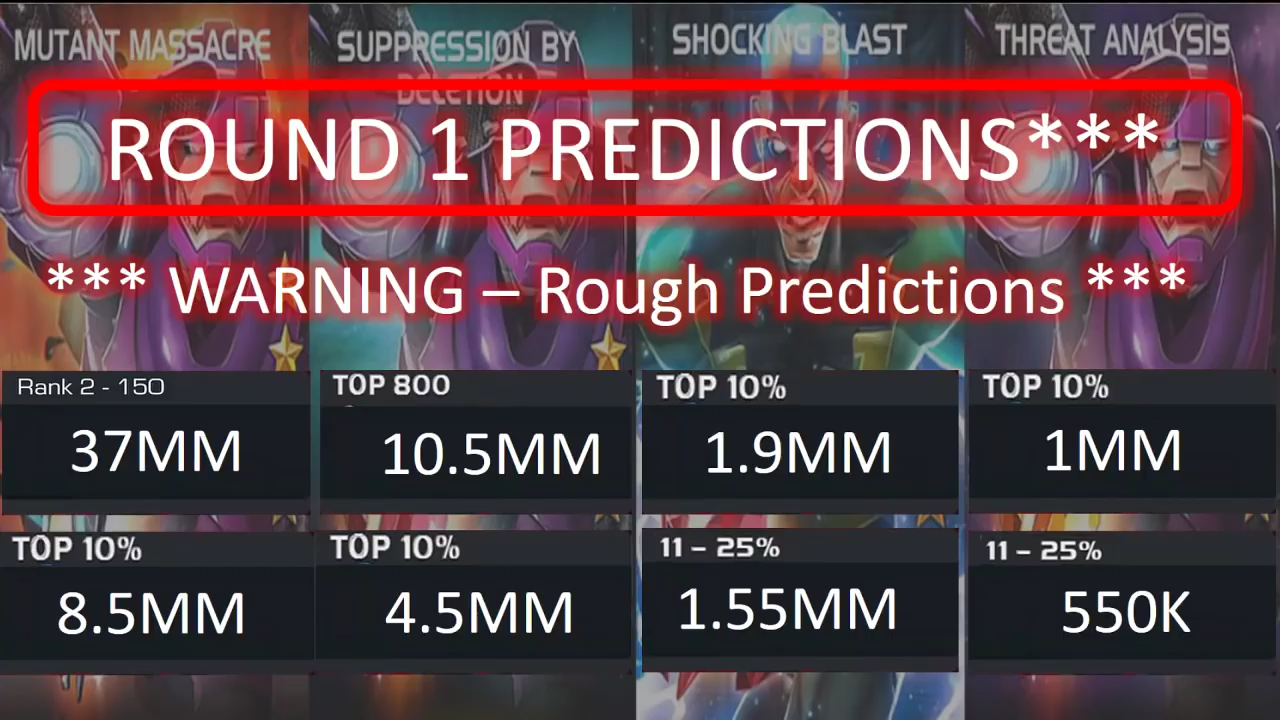 MUTANT MASSACRE
SUPPRESSION BY
DELETION
SHOCKING BLAST
THREAT ANALYSIS
ROUND 1 PREDICTIONS***
*** WARNING – Rough Predictions ***
Rank 2 - 150
TOP 800
TOP 10%
TOP 10%
37MM
10.5MM
1.9MM
1MM
TOP 10%
TOP 10%
11 – 25%
11 – 25%
8.5MM
4.5MM
1.55MM
550K